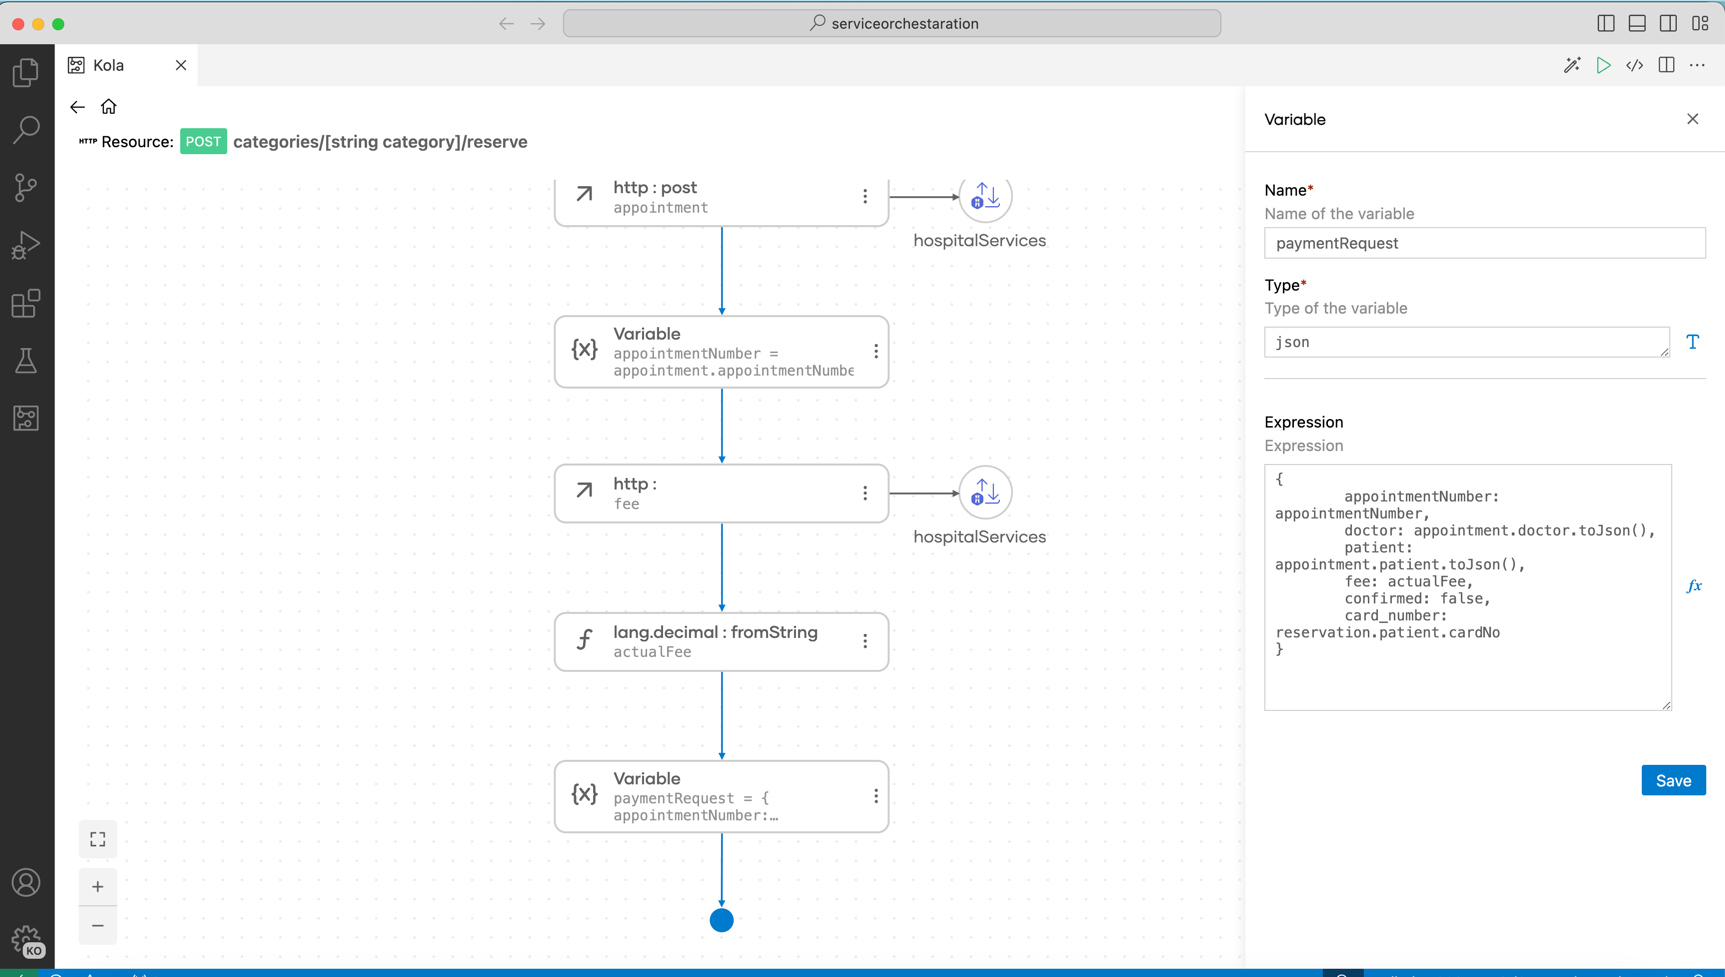 serviceorchestaration
Kola
HTTP Resource: POST categories/[string category]/reserve
http : post
appointment
hospitalServices
Variable
appointmentNumber =
appointment.appointmentNumbe
http :
fee
hospitalServices
lang.decimal : fromString
actualFee
Variable
paymentRequest = {
appointmentNumber:…
KO
Variable
Name*
Name of the variable
paymentRequest
Type*
Type of the variable
json
T
Expression
Expression
{
appointmentNumber:
appointmentNumber,
doctor: appointment.doctor.toJson(),
patient:
appointment.patient.toJson(),
fee: actualFee,
confirmed: false,
card_number:
reservation.patient.cardNo
}
fx
Save